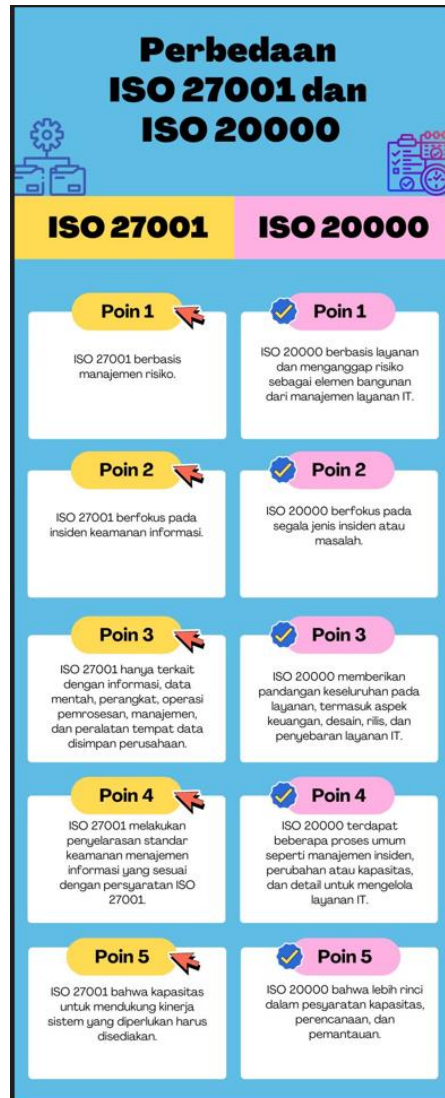 Perbedaan
ISO 27001 dan
ISO 20000
ISO 27001
ISO 20000
Poin 1
ISO 27001 berbasis
manajemen risiko.
Poin 1
ISO 20000 berbasis layanan
dan menganggap risiko
sebagai elemen bangunan
dari manajemen layanan IT.
Poin 2
ISO 27001 berfokus pada
insiden keamanan informasi.
Poin 2
ISO 20000 berfokus pada
segala jenis insiden atau
masalah.
Poin 3
ISO 27001 hanya terkait
dengan informasi, data
mentah, perangkat, operasi
pemrosesan, manajemen,
dan peralatan tempat data
disimpan perusahaan.
Poin 3
ISO 20000 memberikan
pandangan keseluruhan pada
layanan, termasuk aspek
keuangan, desain, rilis, dan
penyebaran layanan IT.
Poin 4
ISO 27001 melakukan
penyelarasan standar
keamanan menajemen
informasi yang sesuai
dengan persyaratan ISO
27001.
Poin 4
ISO 20000 terdapat
beberapa proses umum
seperti manajemen insiden,
perubahan atau kapasitas,
dan detail untuk mengelola
layanan IT.
Poin 5
ISO 27001 bahwa kapasitas
untuk mendukung kinerja
sistem yang diperlukan harus
disediakan.
Poin 5
ISO 20000 bahwa lebih rinci
dalam pesyaratan kapasitas,
perencanaan, dan
pemantauan.